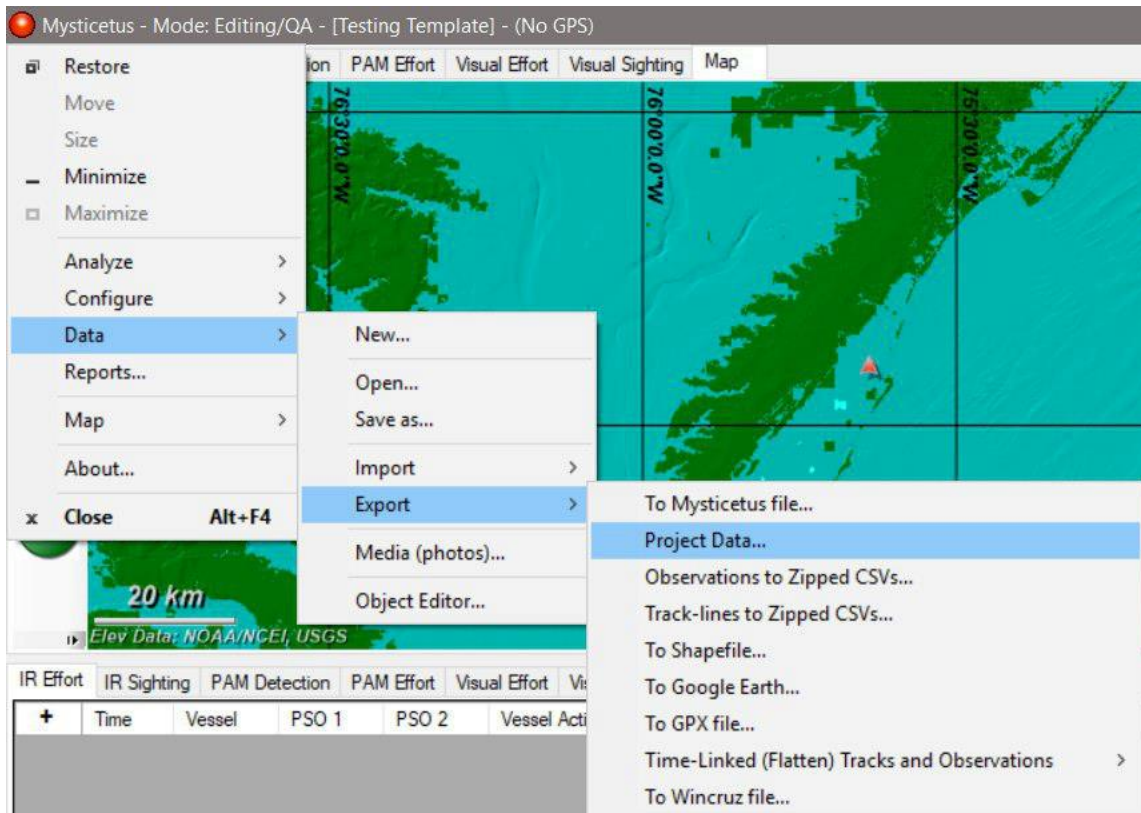 Mysticetus - Mode: Editing/QA - [Testing Template] - (No GPS)
ion PAM Effort Visual Effort Visual Sighting Map
Restore
Move
Size
Minimize
Maximize
Analyze
Configure
Data
Reports...
Map
About...
Close Alt+F4
New...
Open...
Save as...
Import
Export
Media (photos)...
Object Editor...
To Mysticetus file...
Project Data...
Observations to Zipped CSVs...
Track-lines to Zipped CSVs...
To Shapefile...
To Google Earth...
To GPX file...
Time-Linked (Flatten) Tracks and Observations
To Wincruz file...
76°30'0.0"W
76°00'0.0"W
75°30'0.0"W
20 km
Elev Data: NOAA/NCEI, USGS
IR Effort IR Sighting PAM Detection PAM Effort Visual Effort Vi
+ Time Vessel PSO 1 PSO 2 Vessel Acti